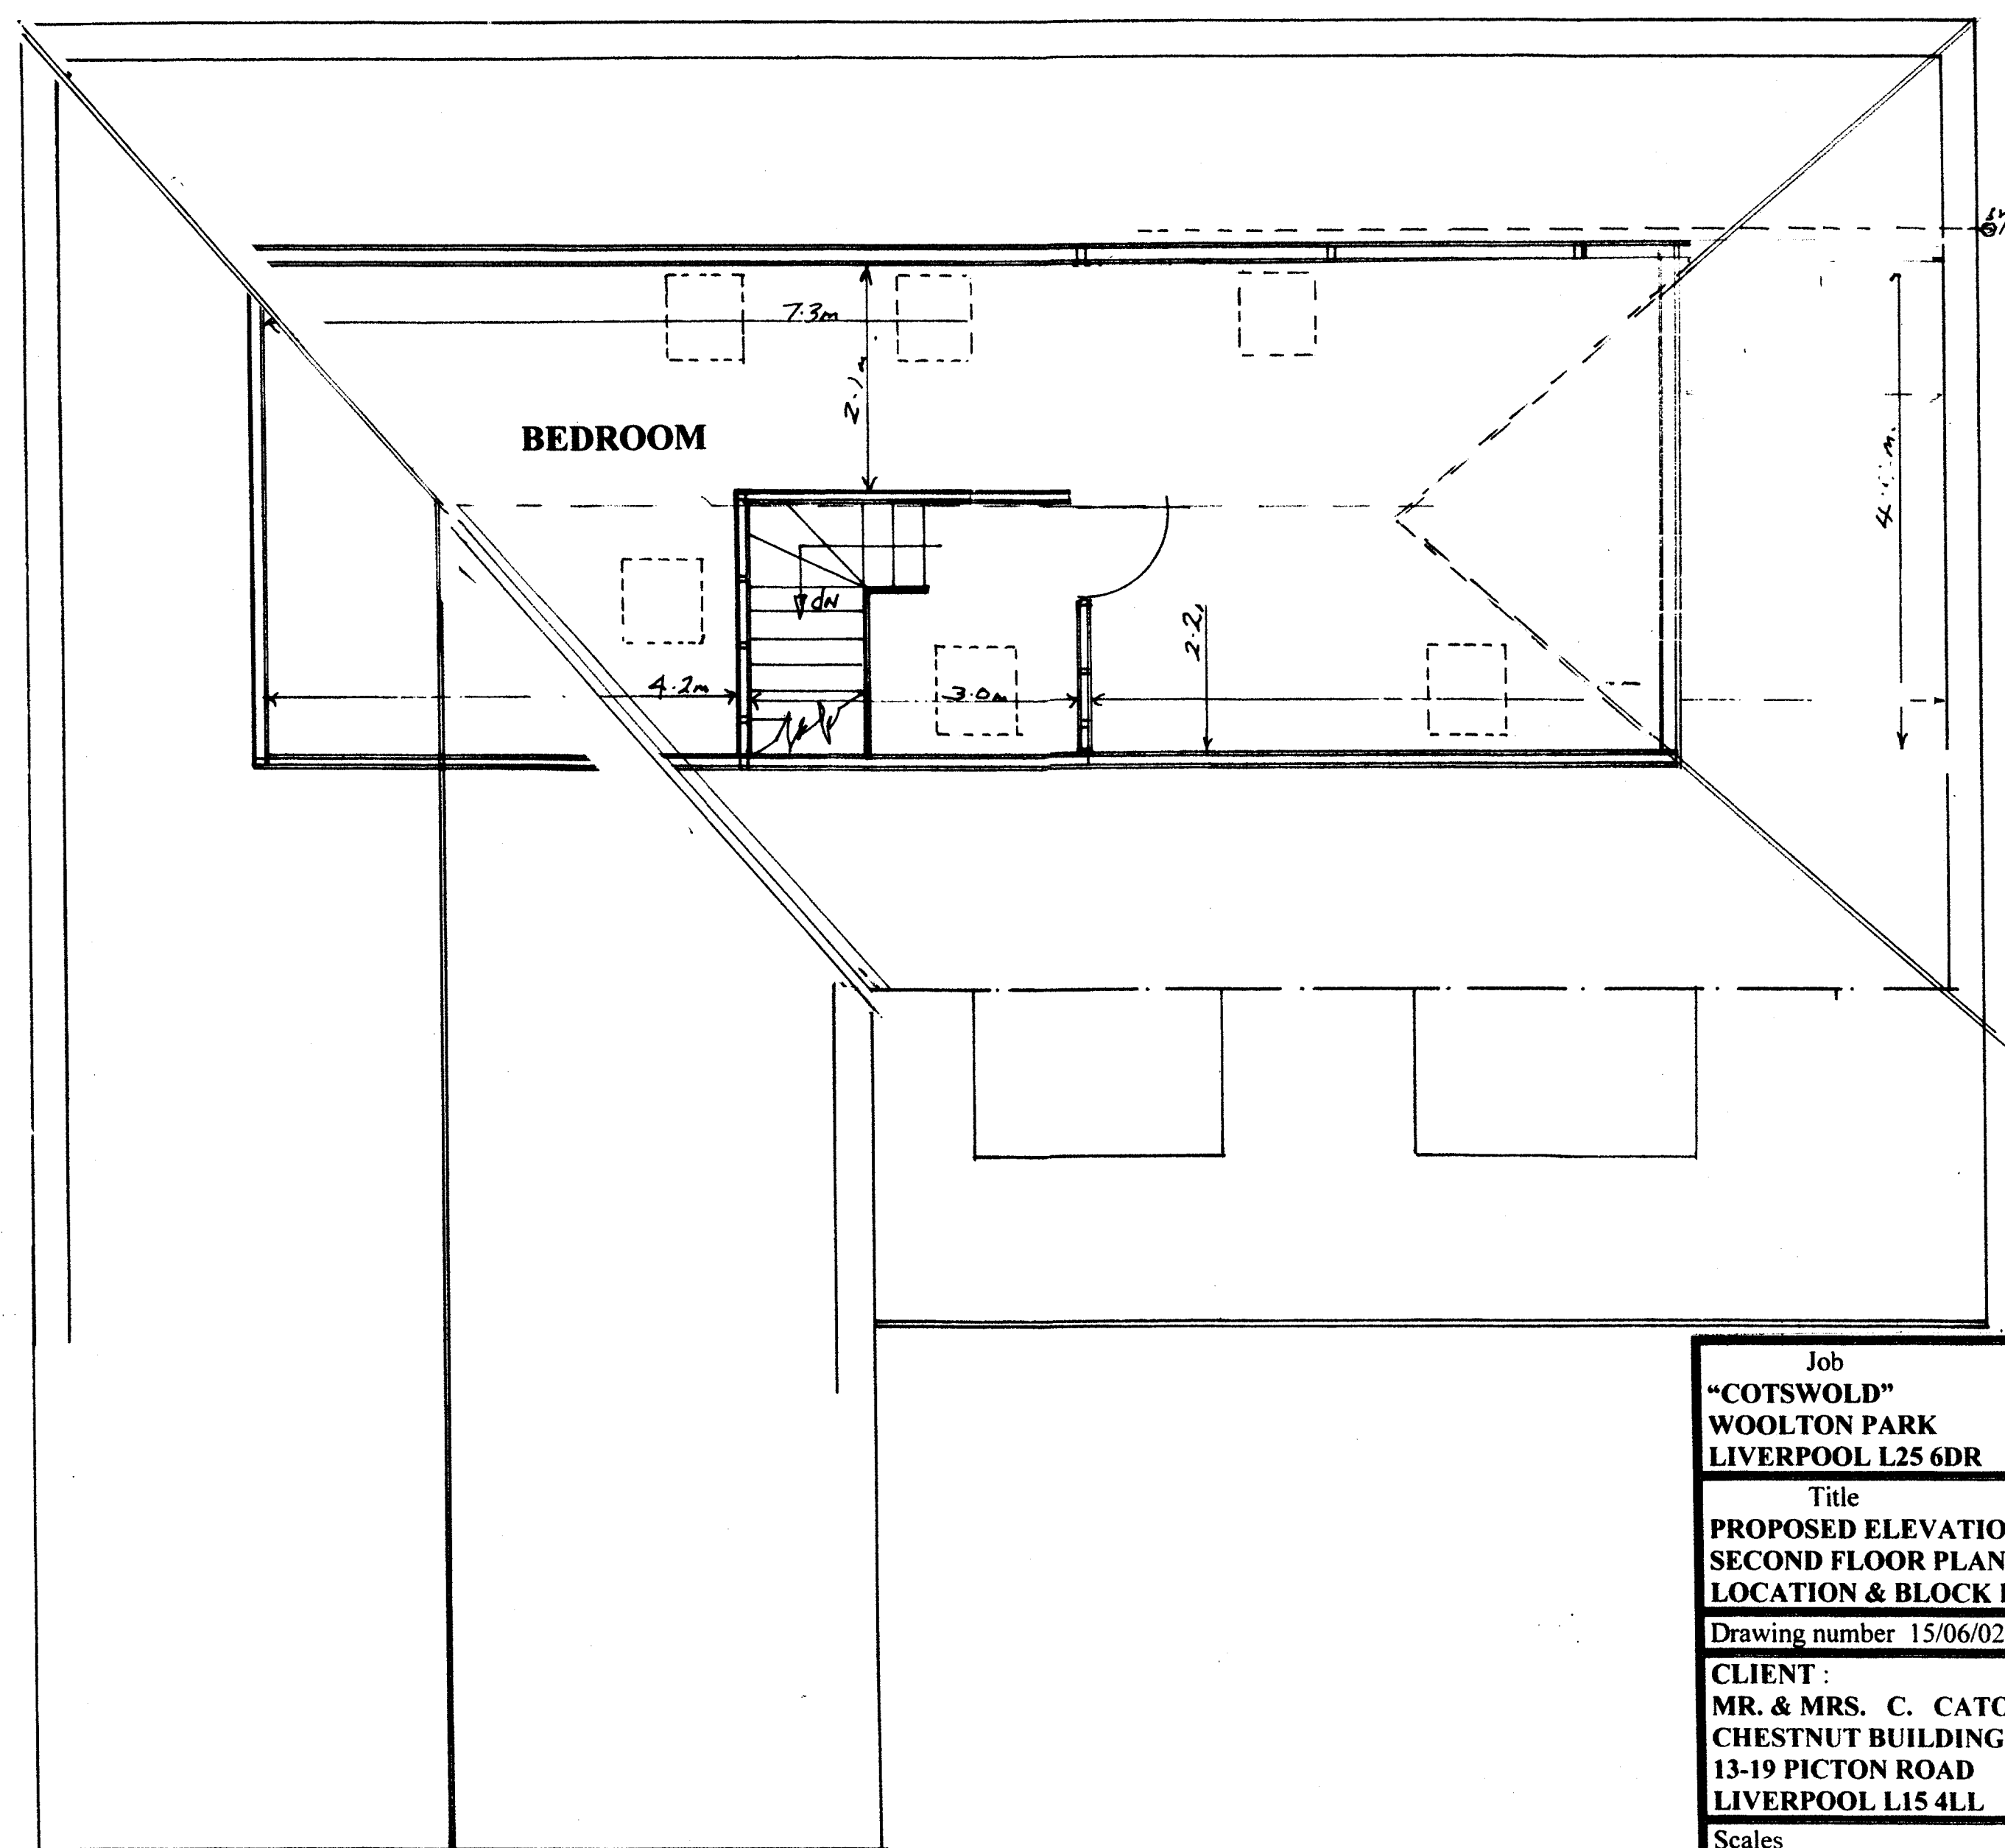 7.3m
BEDROOM
dN
4.2m
3.0m
2.2
Job
“COTSWOLD”
WOOLTON PARK
LIVERPOOL L25 6DR
Title
PROPOSED ELEVATIO
SECOND FLOOR PLAN
LOCATION & BLOCK
Drawing number 15/06/02
CLIENT :
MR. & MRS. C. CATO
CHESTNUT BUILDING
13-19 PICTON ROAD
LIVERPOOL L15 4LL
Scales